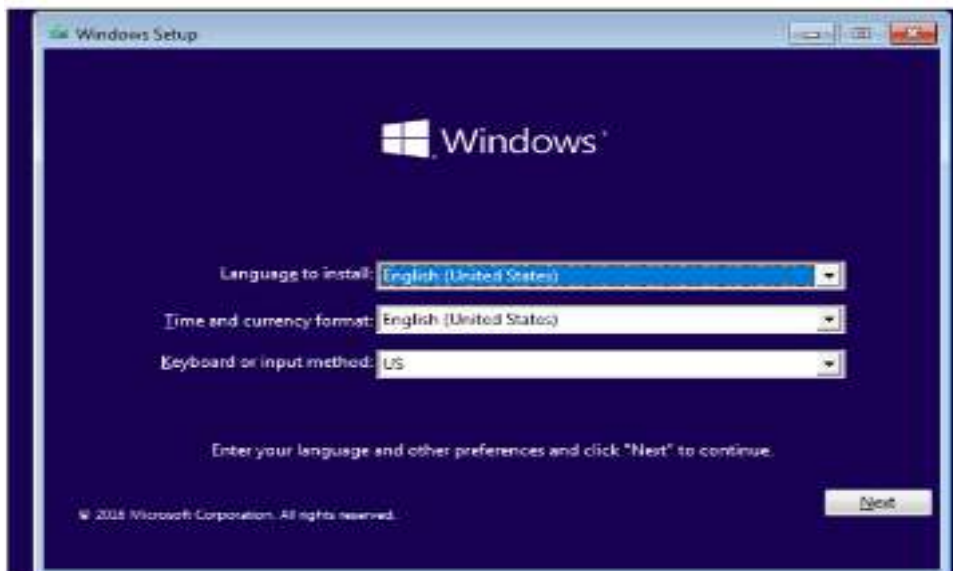 Windows Setup
Windows
Language to install: English (United States)
Time and currency format: English (United States)
Keyboard or input method: US
Enter your language and other preferences and click "Next" to continue.
© 2016 Microsoft Corporation. All rights reserved.
Next